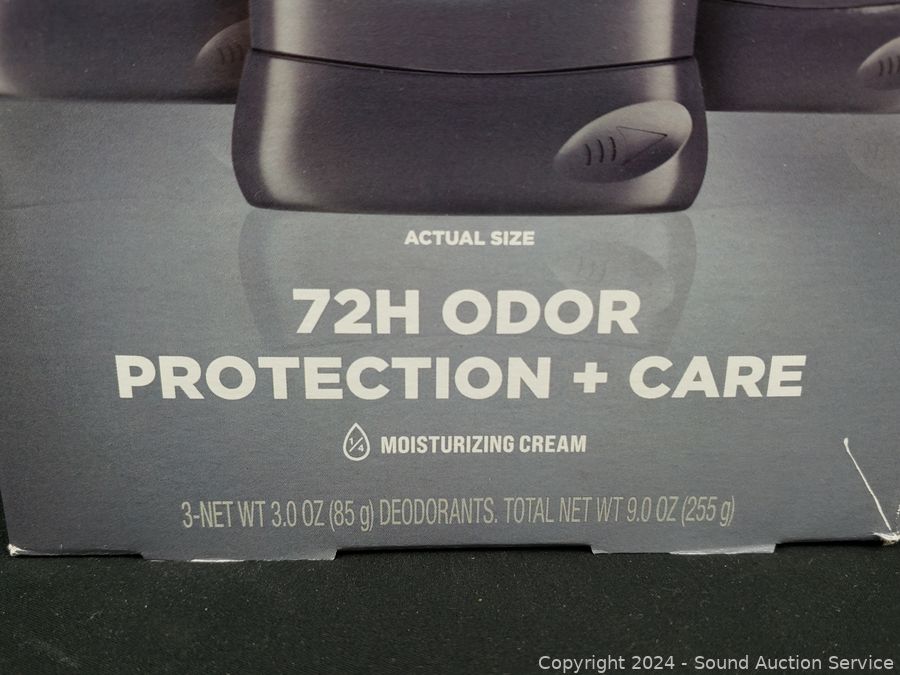 ACTUAL SIZE
72H ODOR
PROTECTION + CARE
1/4 MOISTURIZING CREAM
3-NET WT 3.0 OZ (85 g) DEODORANTS. TOTAL NET WT 9.0 OZ (255 g)
Copyright 2024 - Sound Auction Service